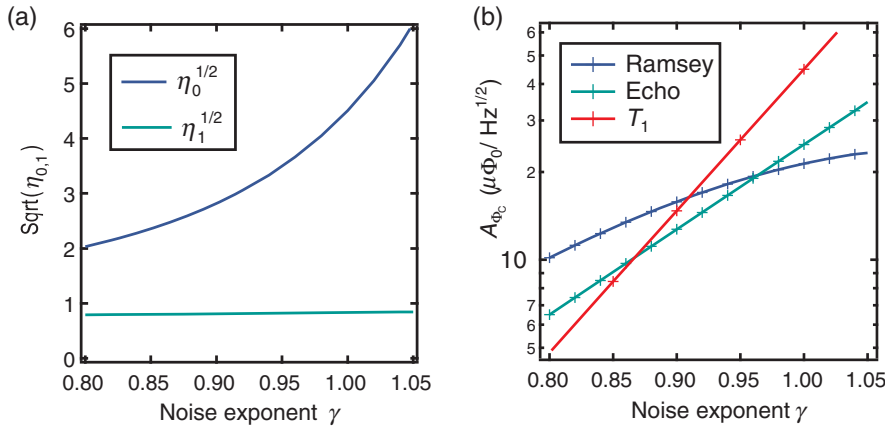 (a)
Sqrt(η0,1)
6
5
4
3
2
1
0
η0 1/2
η1 1/2
0.80 0.85 0.90 0.95 1.00 1.05
Noise exponent γ
(b)
AΦC (μΦ0/ Hz1/2)
6
5
4
3
2
10
9
8
7
6
5
Ramsey
Echo
T1
0.80 0.85 0.90 0.95 1.00 1.05
Noise exponent γ